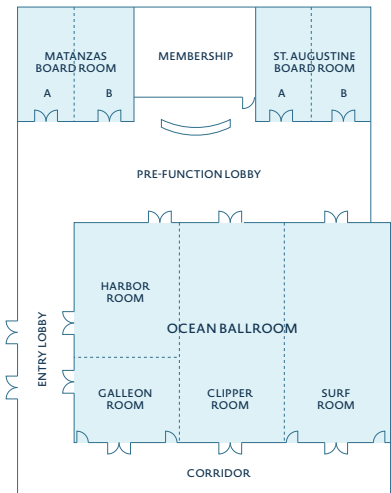 MATANZAS
BOARD ROOM
A B
MEMBERSHIP
ST. AUGUSTINE
BOARD ROOM
A B
PRE-FUNCTION LOBBY
ENTRY LOBBY
HARBOR
ROOM
OCEAN BALLROOM
GALLEON
ROOM
CLIPPER
ROOM
SURF
ROOM
CORRIDOR